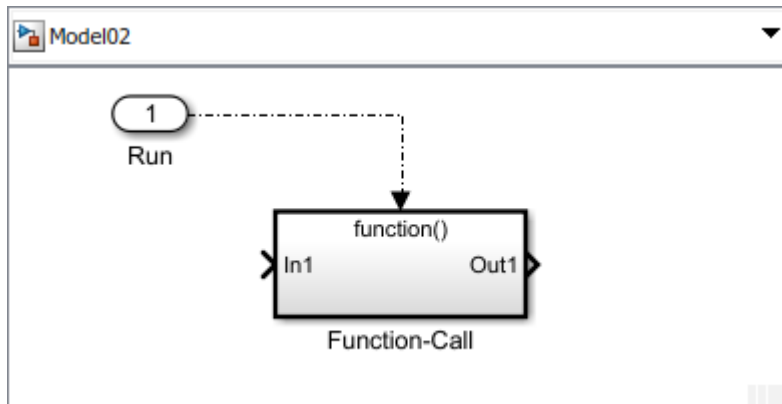 Model02
1
Run
function()
In1
Out1
Function-Call